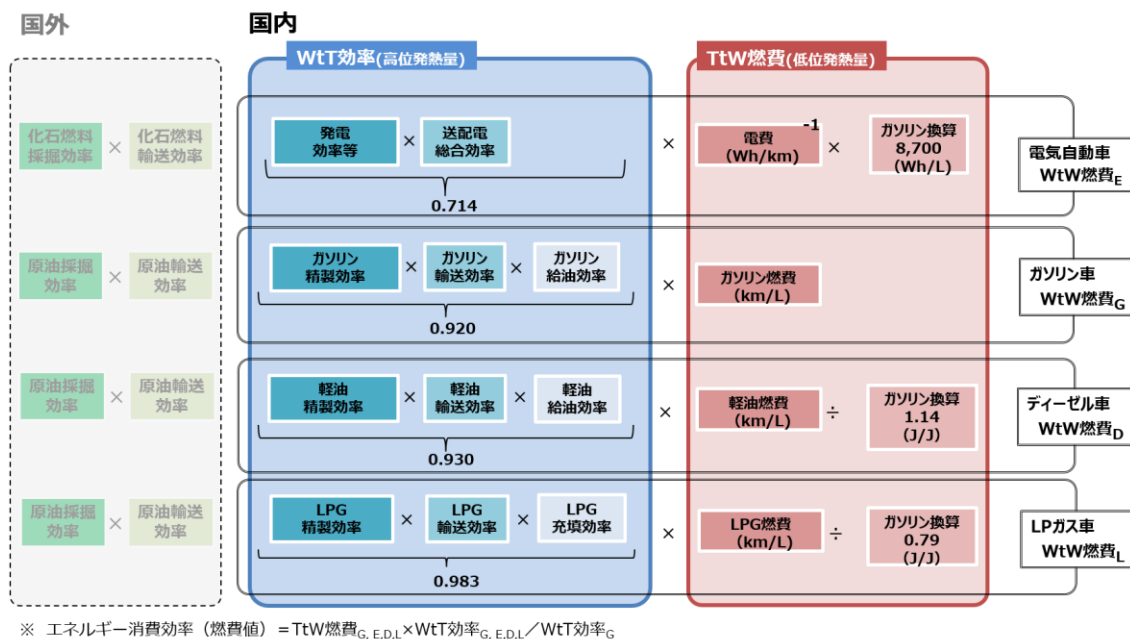 国外
国内
WtT効率(高位発熱量)
TtW燃費(低位発熱量)
化石燃料
採掘効率
×
化石燃料
輸送効率
発電
効率等
×
送配電
総合効率
0.714
×
電費
(Wh/km)
-1
×
ガソリン換算
8,700
(Wh/L)
電気自動車
WtW燃費E
原油採掘
効率
×
原油輸送
効率
ガソリン
精製効率
×
ガソリン
輸送効率
×
ガソリン
給油効率
0.920
×
ガソリン燃費
(km/L)
ガソリン車
WtW燃費G
原油採掘
効率
×
原油輸送
効率
軽油
精製効率
×
軽油
輸送効率
×
軽油
給油効率
0.930
×
軽油燃費
(km/L)
÷
ガソリン換算
1.14
(J/J)
ディーゼル車
WtW燃費D
原油採掘
効率
×
原油輸送
効率
LPG
精製効率
×
LPG
輸送効率
×
LPG
充填効率
0.983
×
LPG燃費
(km/L)
÷
ガソリン換算
0.79
(J/J)
LPガス車
WtW燃費L
※ エネルギー消費効率（燃費値）＝TtW燃費G, E,D,L×WtT効率G, E,D,L／WtT効率G